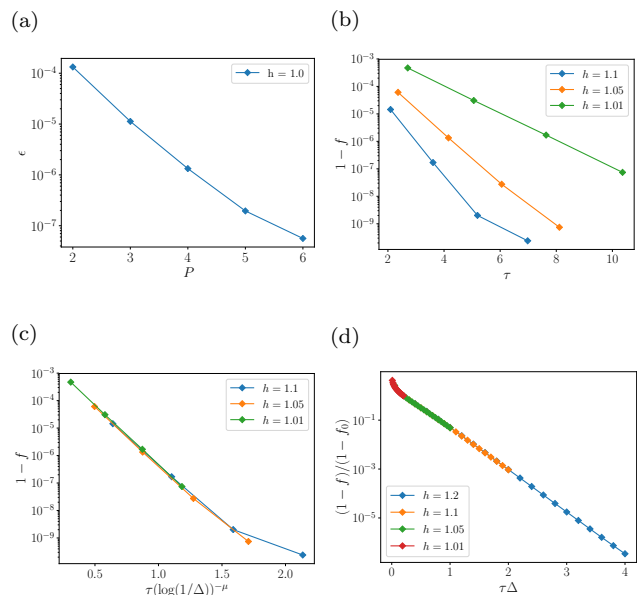 (a)
10⁻⁴
10⁻⁵
10⁻⁶
10⁻⁷
ϵ
2 3 4 5 6
P
h = 1.0
(b)
10⁻³
10⁻⁴
10⁻⁵
10⁻⁶
10⁻⁷
10⁻⁸
10⁻⁹
1 − f
2 4 6 8 10
τ
h = 1.1
h = 1.05
h = 1.01
(c)
10⁻³
10⁻⁴
10⁻⁵
10⁻⁶
10⁻⁷
10⁻⁸
10⁻⁹
1 − f
0.5 1.0 1.5 2.0
τ(log(1/Δ))⁻μ
h = 1.1
h = 1.05
h = 1.01
(d)
10⁻¹
10⁻³
10⁻⁵
(1 − f)/(1 − f₀)
0 1 2 3 4
τΔ
h = 1.2
h = 1.1
h = 1.05
h = 1.01